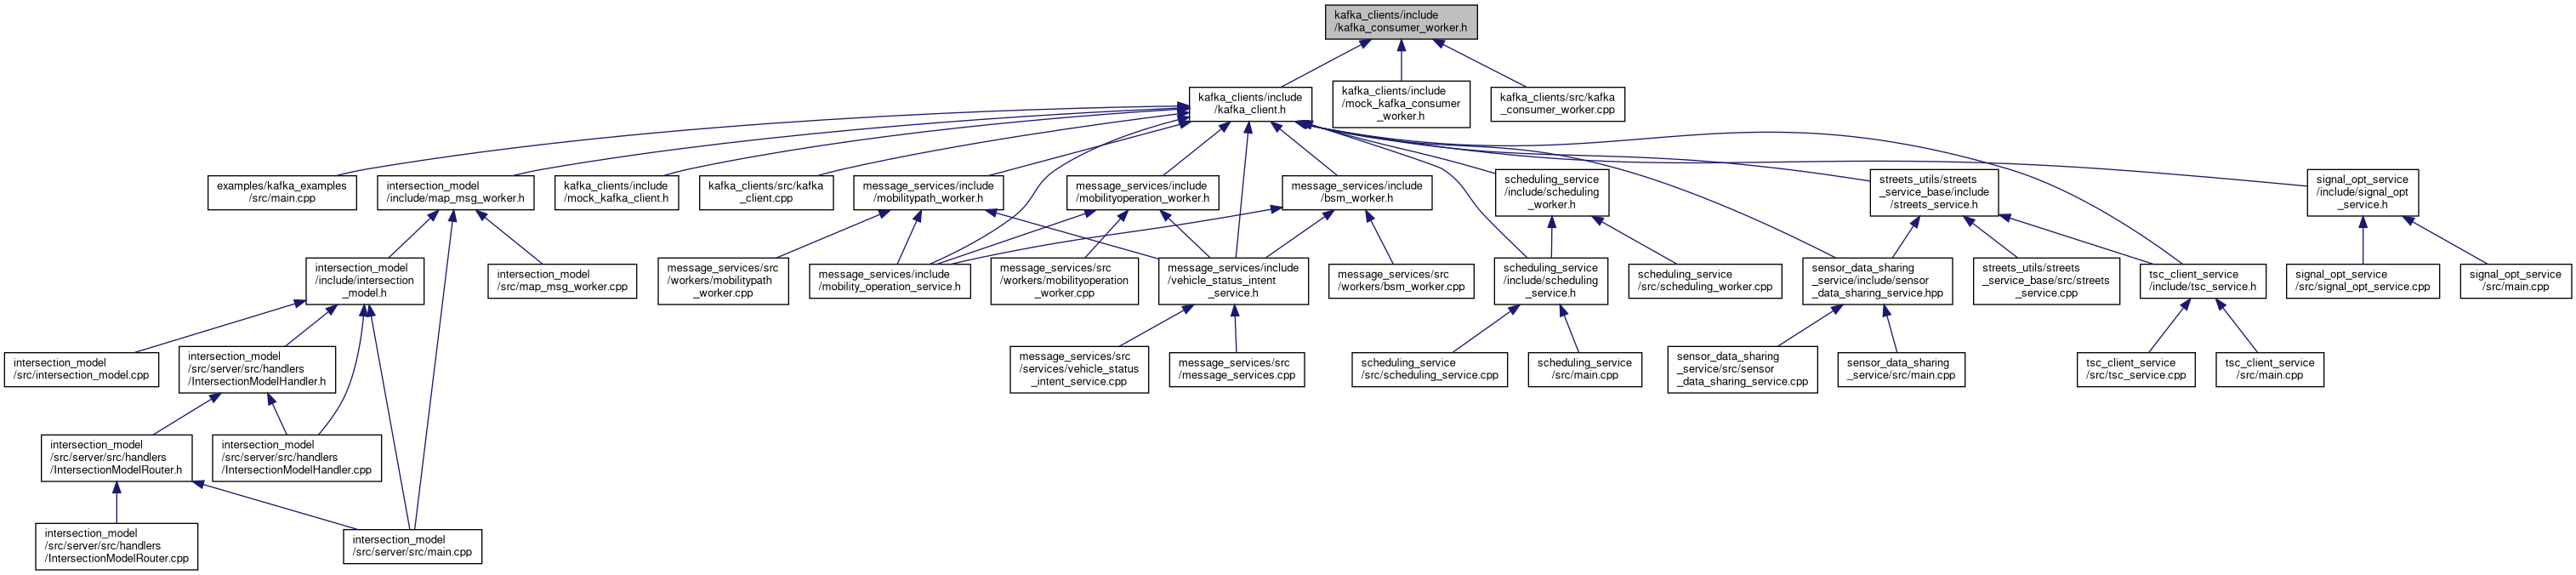 kafka_clients/include
/kafka_consumer_worker.h
kafka_clients/include
/kafka_client.h
kafka_clients/include
/mock_kafka_consumer
_worker.h
kafka_clients/src/kafka
_consumer_worker.cpp
examples/kafka_examples
/src/main.cpp
intersection_model
/include/map_msg_worker.h
kafka_clients/include
/mock_kafka_client.h
kafka_clients/src/kafka
_client.cpp
message_services/include
/mobilitypath_worker.h
message_services/include
/mobilityoperation_worker.h
message_services/include
/bsm_worker.h
scheduling_service
/include/scheduling
_worker.h
streets_utils/streets
_service_base/include
/streets_service.h
signal_opt_service
/include/signal_opt
_service.h
intersection_model
/include/intersection
_model.h
intersection_model
/src/map_msg_worker.cpp
message_services/src
/workers/mobilitypath
_worker.cpp
message_services/include
/mobility_operation_service.h
message_services/src
/workers/mobilityoperation
_worker.cpp
message_services/include
/vehicle_status_intent
_service.h
message_services/src
/workers/bsm_worker.cpp
scheduling_service
/include/scheduling
_service.h
scheduling_service
/src/scheduling_worker.cpp
sensor_data_sharing
_service/include/sensor
_data_sharing_service.hpp
streets_utils/streets
_service_base/src/streets
_service.cpp
tsc_client_service
/include/tsc_service.h
signal_opt_service
/src/signal_opt_service.cpp
signal_opt_service
/src/main.cpp
intersection_model
/src/intersection_model.cpp
intersection_model
/src/server/src/handlers
/IntersectionModelHandler.h
message_services/src
/services/vehicle_status
_intent_service.cpp
message_services/src
/message_services.cpp
scheduling_service
/src/scheduling_service.cpp
scheduling_service
/src/main.cpp
sensor_data_sharing
_service/src/sensor
_data_sharing_service.cpp
sensor_data_sharing
_service/src/main.cpp
tsc_client_service
/src/tsc_service.cpp
tsc_client_service
/src/main.cpp
intersection_model
/src/server/src/handlers
/IntersectionModelRouter.h
intersection_model
/src/server/src/handlers
/IntersectionModelHandler.cpp
intersection_model
/src/server/src/handlers
/IntersectionModelRouter.cpp
intersection_model
/src/server/src/main.cpp